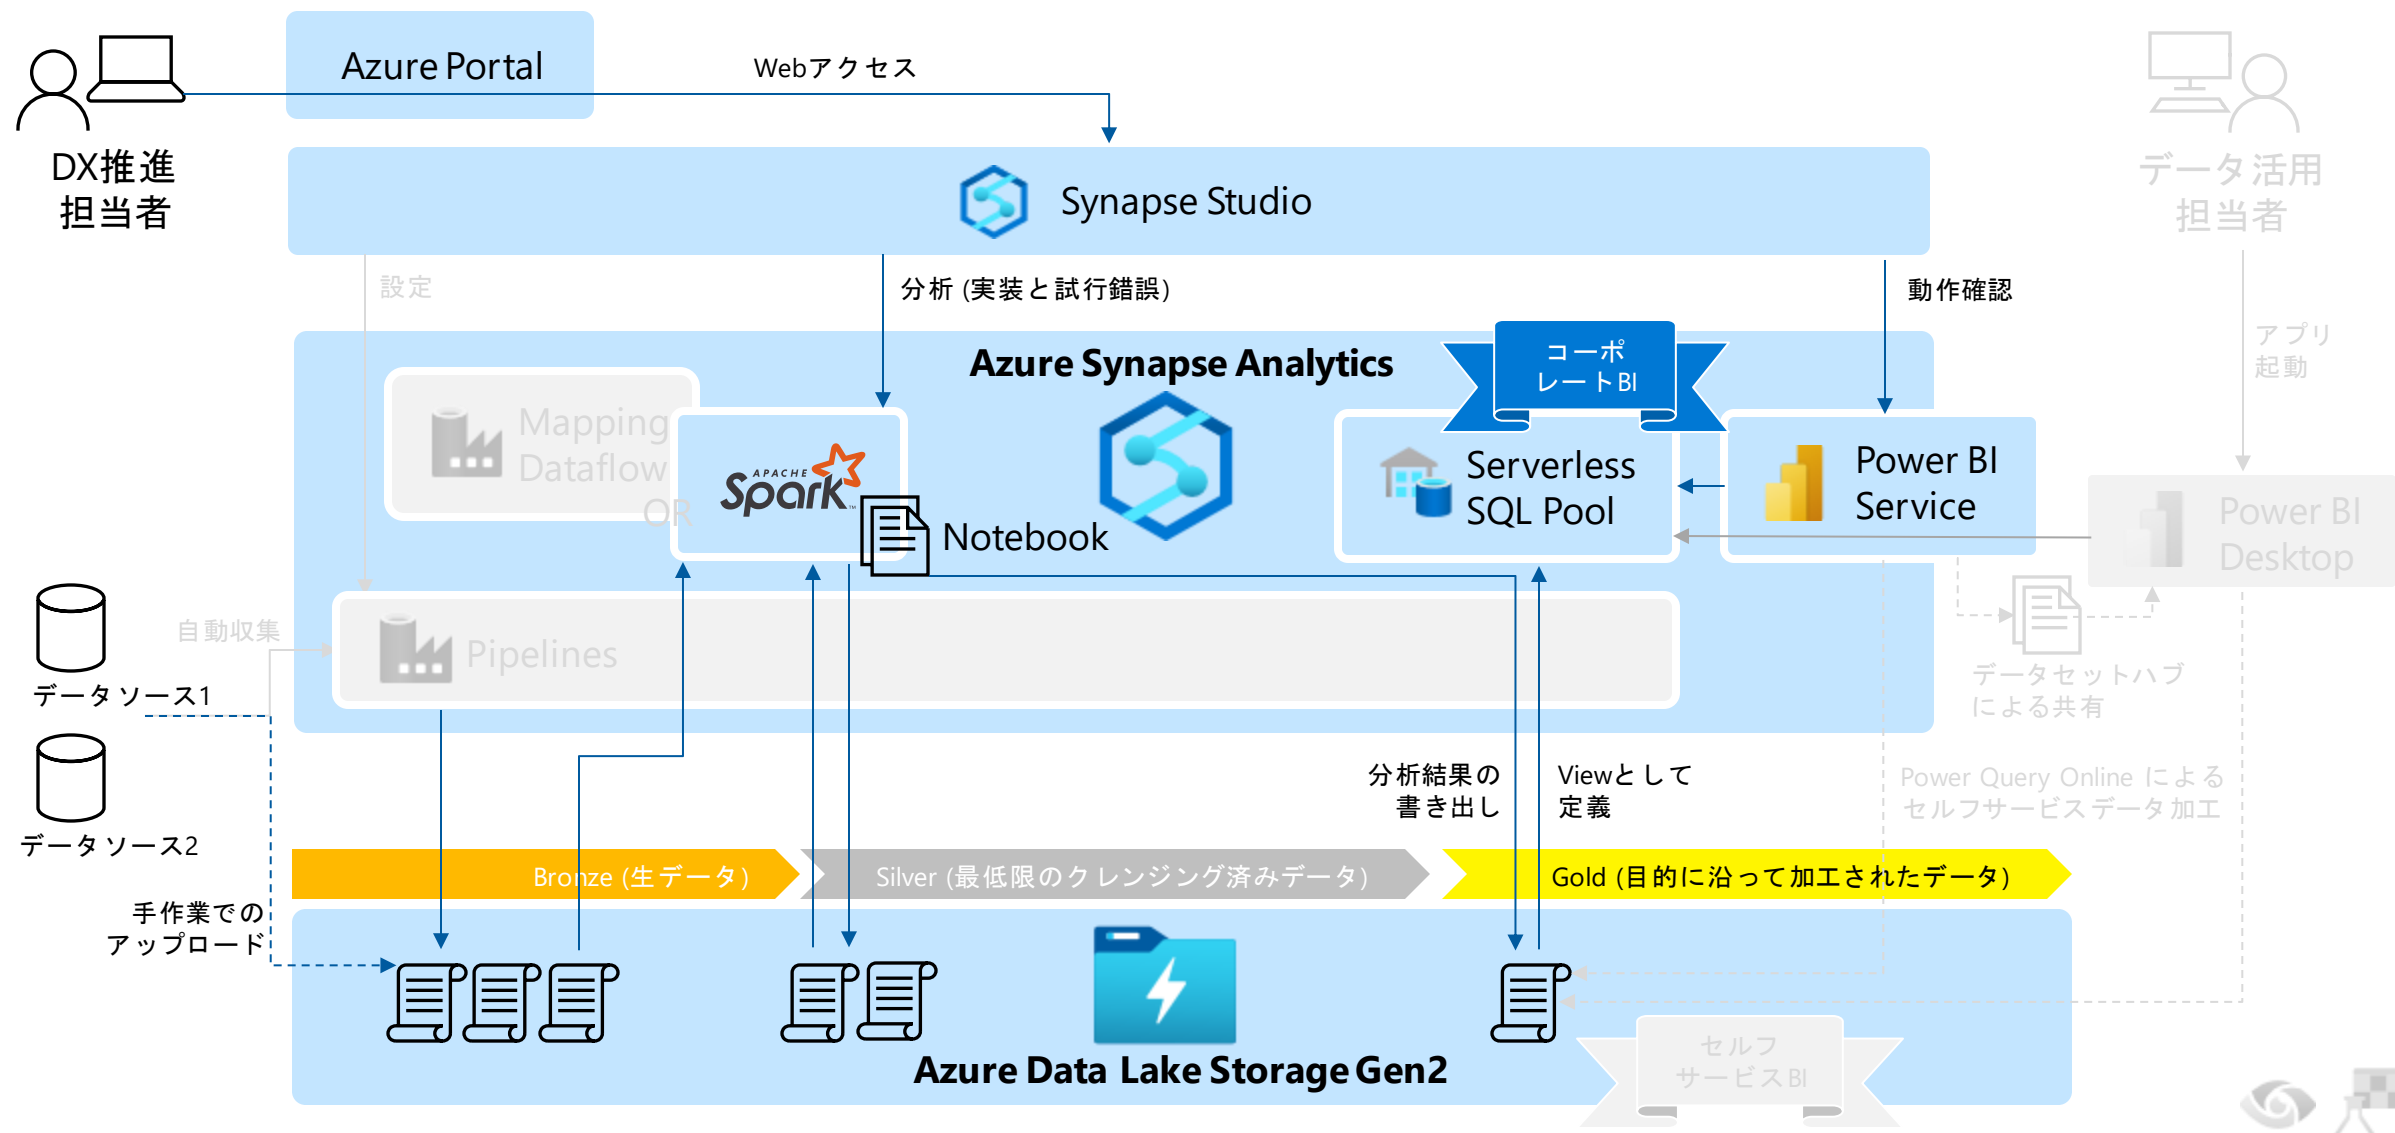 Azure Portal
Webアクセス
DX推進
担当者
データ活用
担当者
Synapse Studio
設定
分析 (実装と試行錯誤)
動作確認
アプリ
起動
Azure Synapse Analytics
コーポ
レートBI
Mapping
Dataflow
OR
APACHE
Spark™
Notebook
Serverless
SQL Pool
Power BI
Service
Power BI
Desktop
自動収集
Pipelines
データソース1
データセットハブ
による共有
データソース2
分析結果の
書き出し
Viewとして
定義
Power Query Online による
セルフサービスデータ加工
Bronze (生データ)
Silver (最低限のクレンジング済みデータ)
Gold (目的に沿って加工されたデータ)
手作業での
アップロード
Azure Data Lake Storage Gen2
セルフ
サービスBI